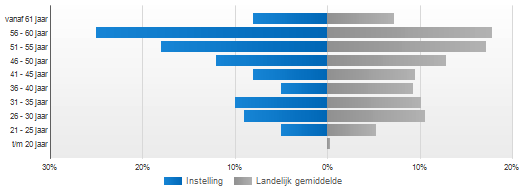 vanaf 61 jaar
56 - 60 jaar
51 - 55 jaar
46 - 50 jaar
41 - 45 jaar
36 - 40 jaar
31 - 35 jaar
26 - 30 jaar
21 - 25 jaar
t/m 20 jaar
30% 20% 10% 0% 10% 20%
Instelling Landelijk gemiddelde